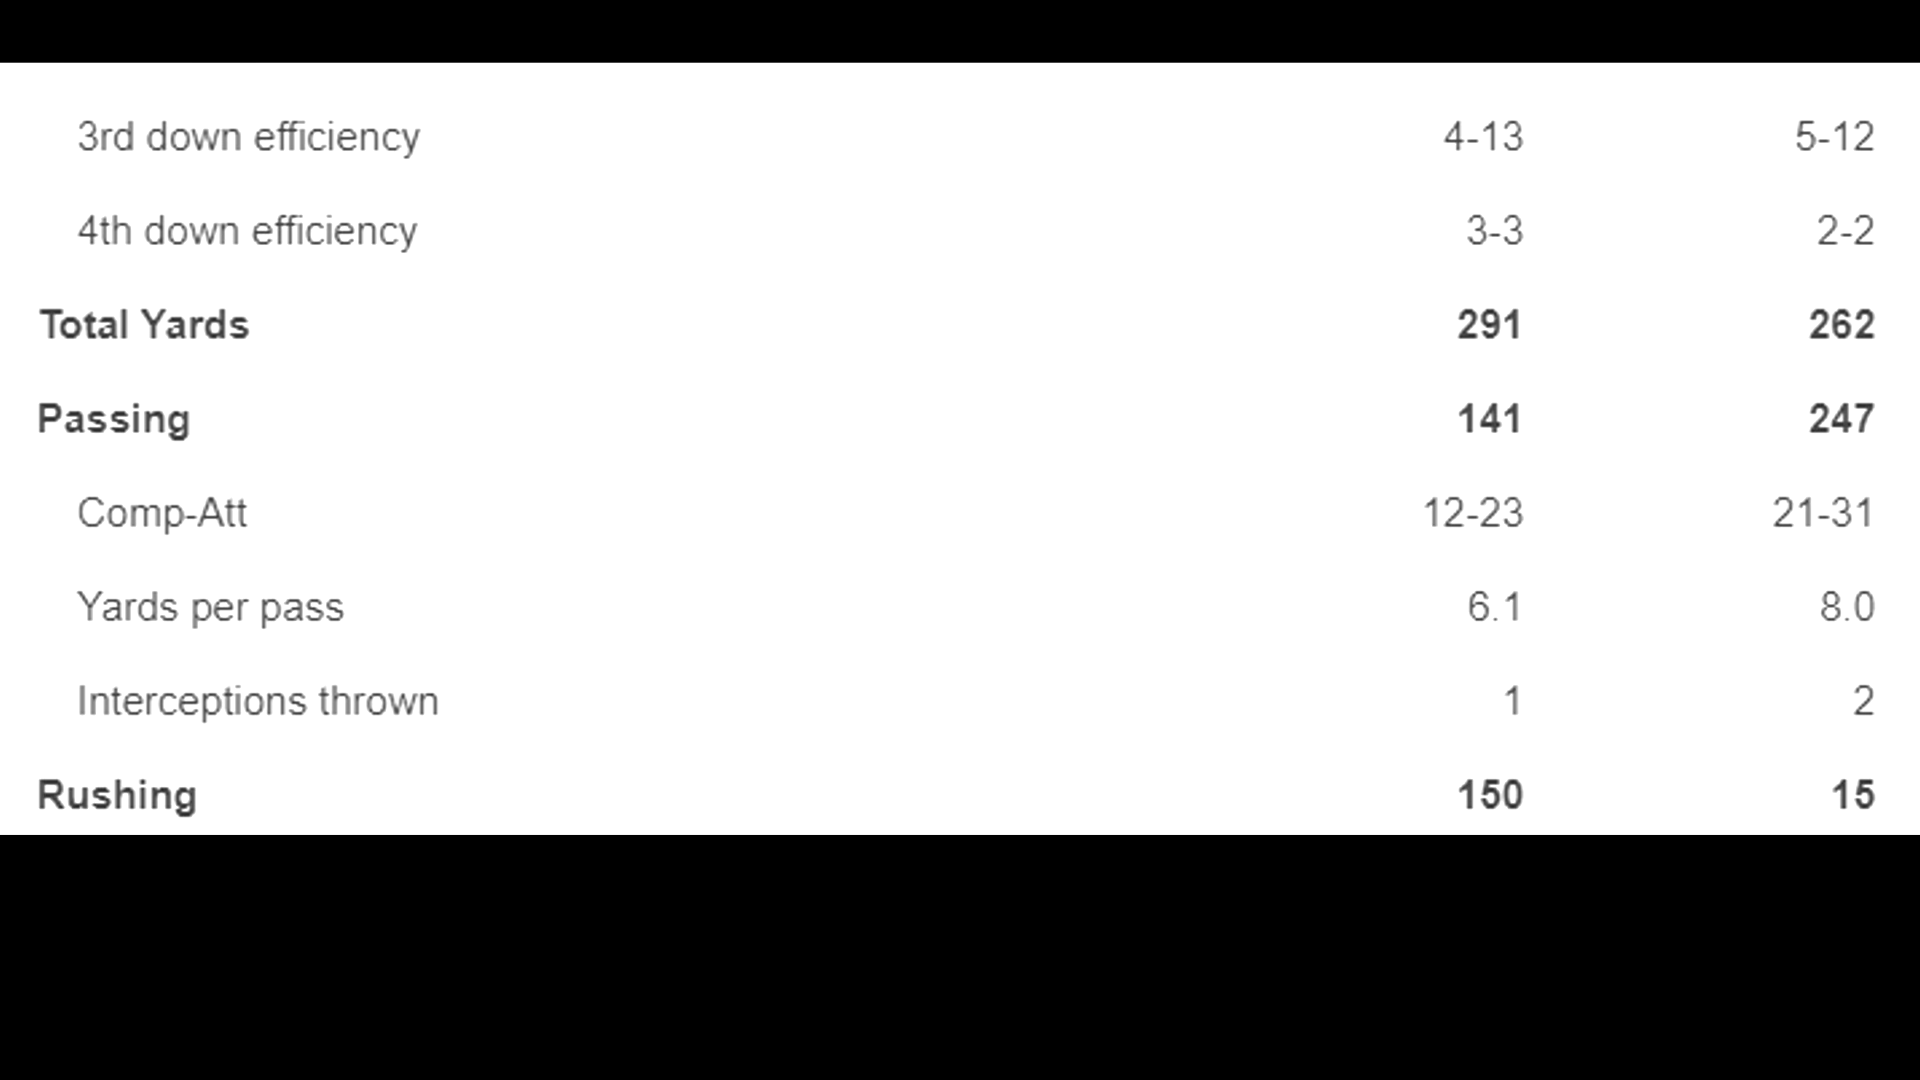 3rd down efficiency 4-13 5-12
4th down efficiency 3-3 2-2
Total Yards 291 262
Passing 141 247
Comp-Att 12-23 21-31
Yards per pass 6.1 8.0
Interceptions thrown 1 2
Rushing 150 15